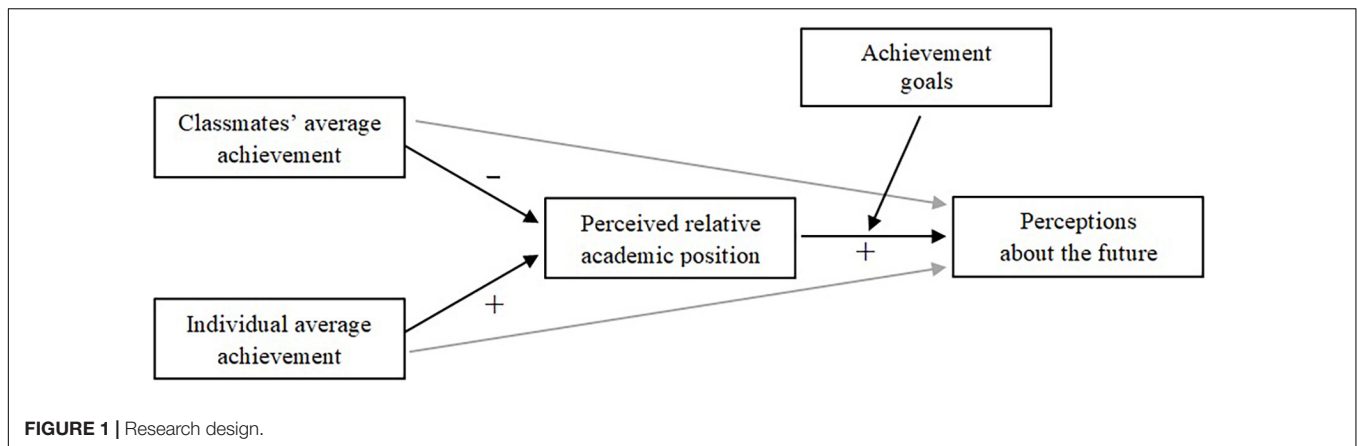 Achievement
goals
Classmates’ average
achievement
−
Perceived relative
academic position
+
Perceptions
about the future
+
Individual average
achievement
FIGURE 1 | Research design.